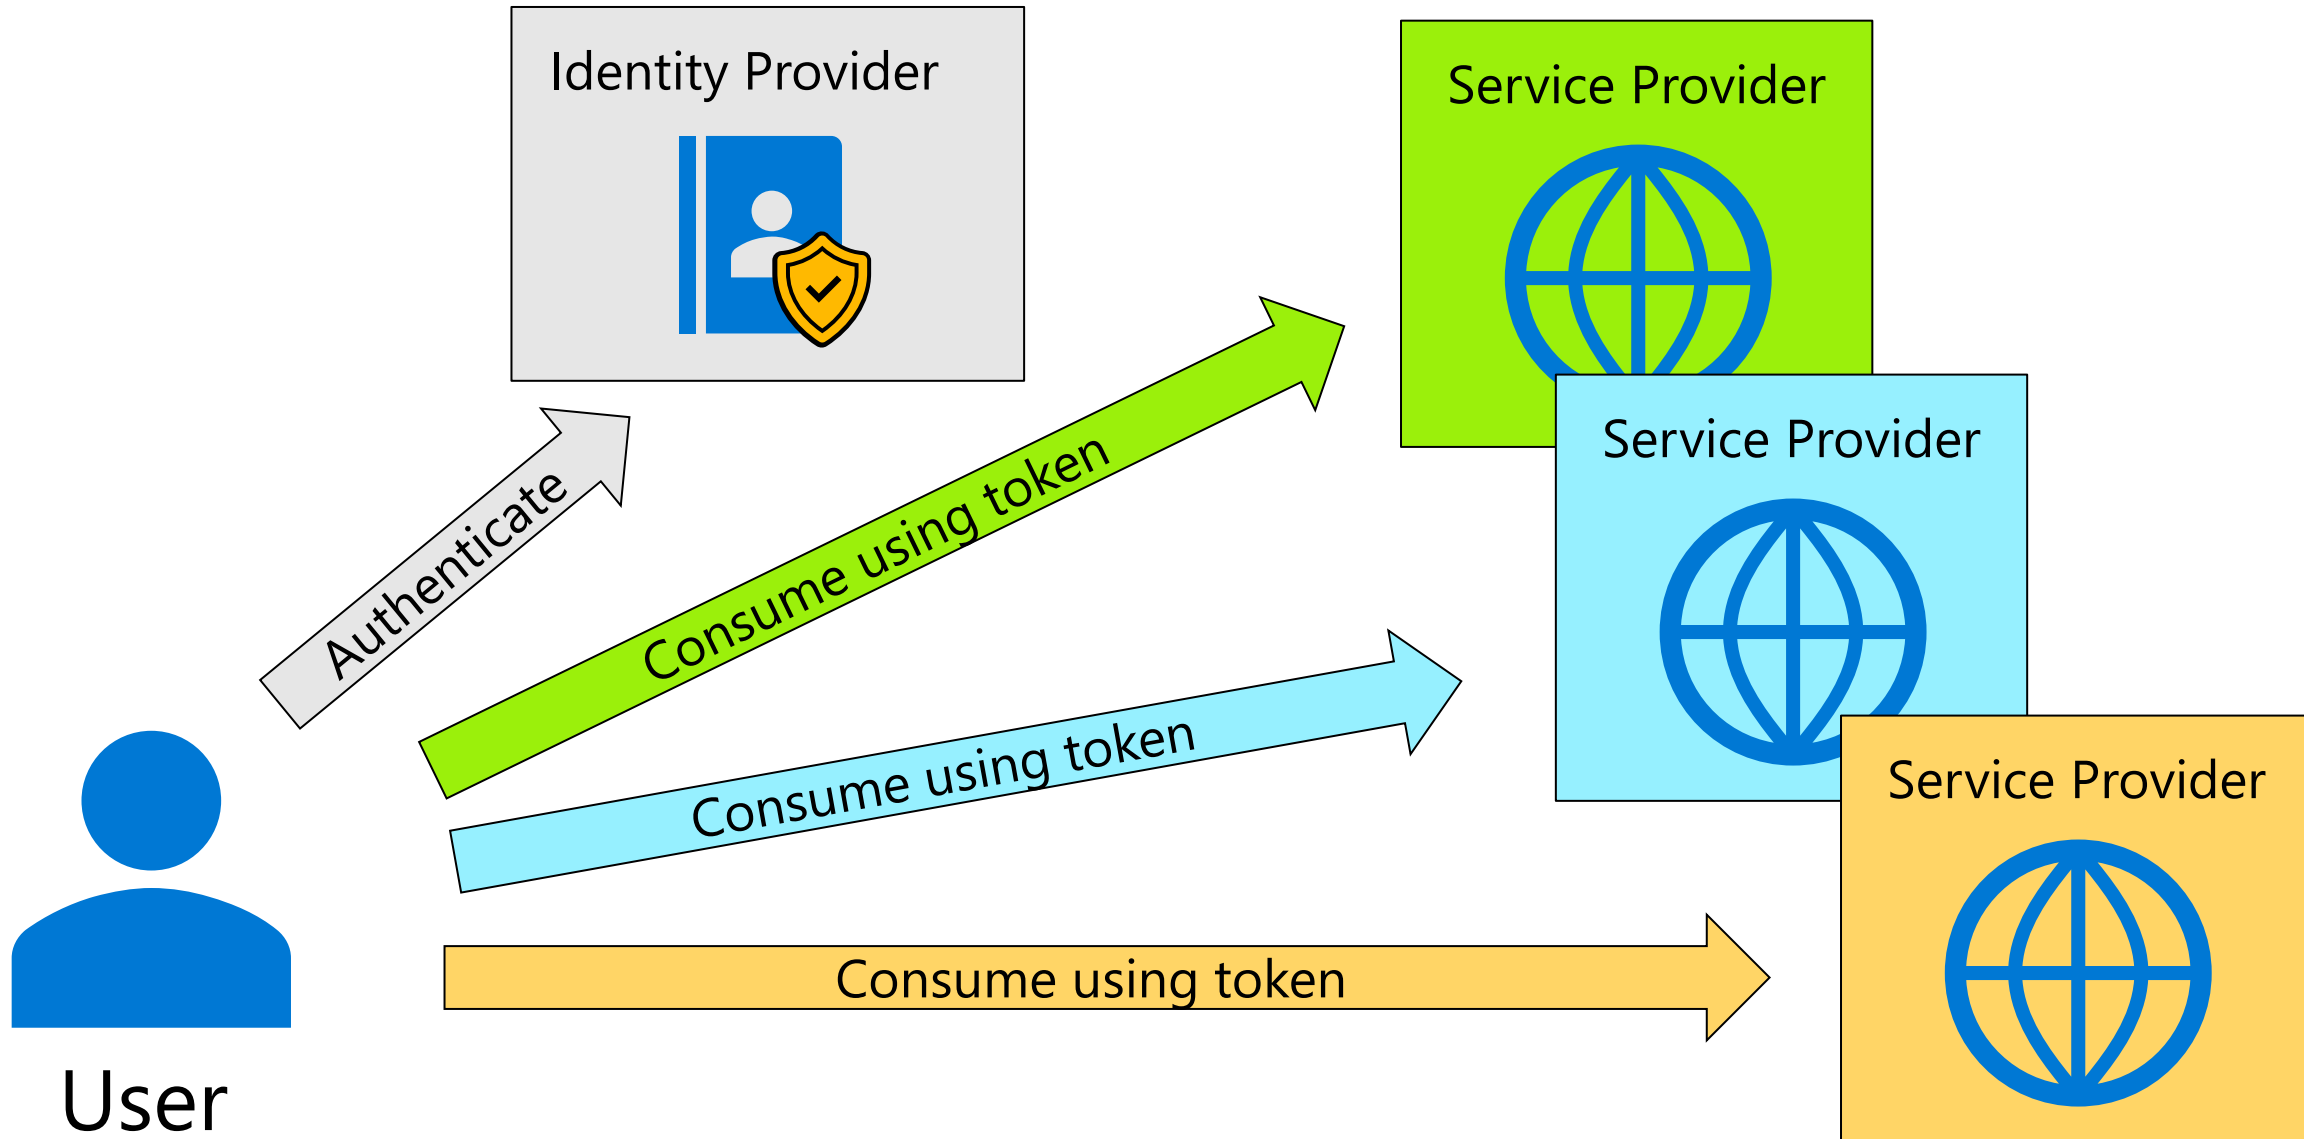 Identity Provider
Service Provider
Authenticate
Consume using token
Service Provider
Consume using token
Service Provider
Consume using token
User